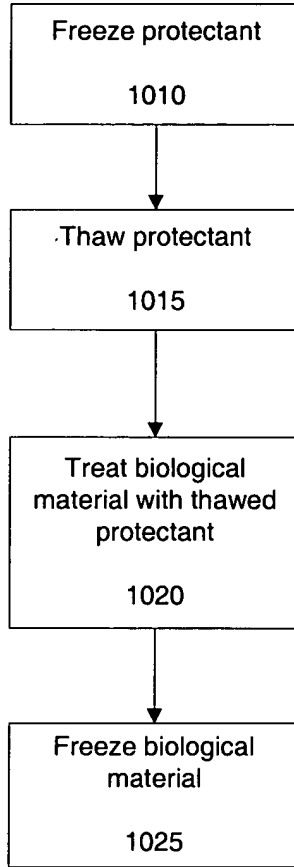 Freeze protectant
1010
Thaw protectant
1015
Treat biological
material with thawed
protectant
1020
Freeze biological
material
1025